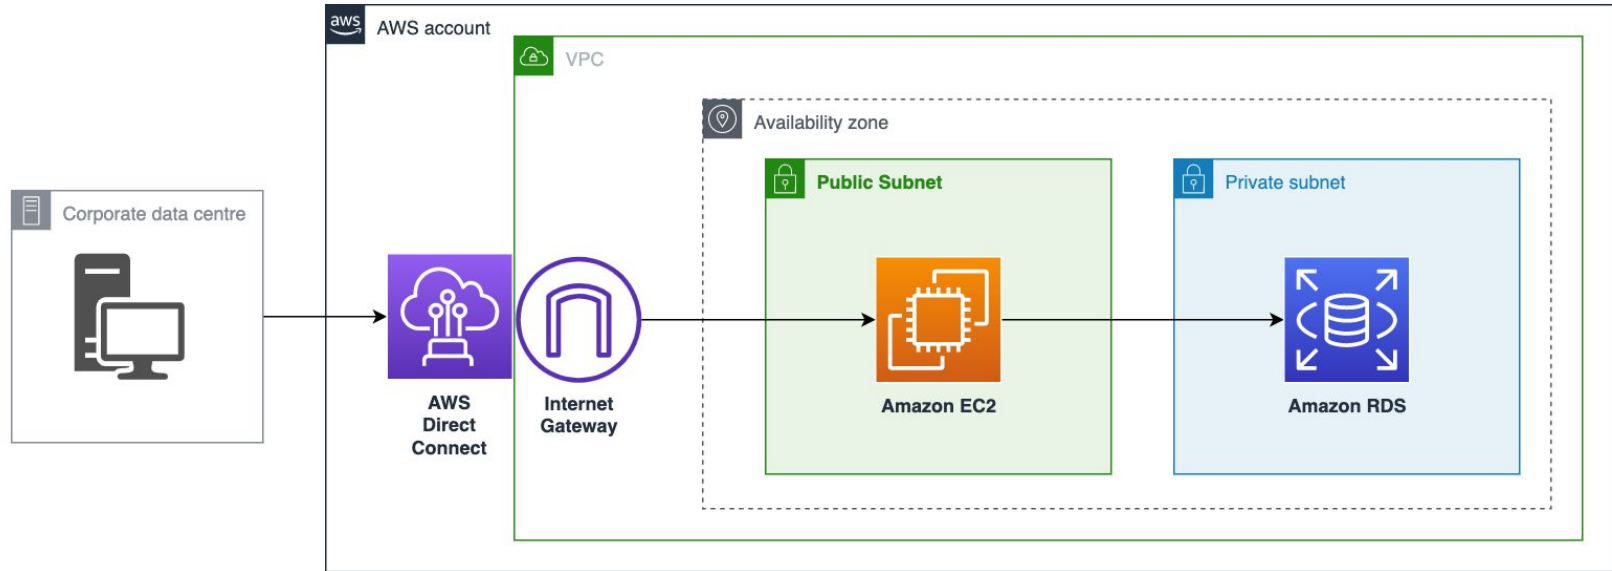 aws
AWS account
VPC
Availability zone
Public Subnet
Private subnet
Corporate data centre
AWS
Direct
Connect
Internet
Gateway
Amazon EC2
Amazon RDS